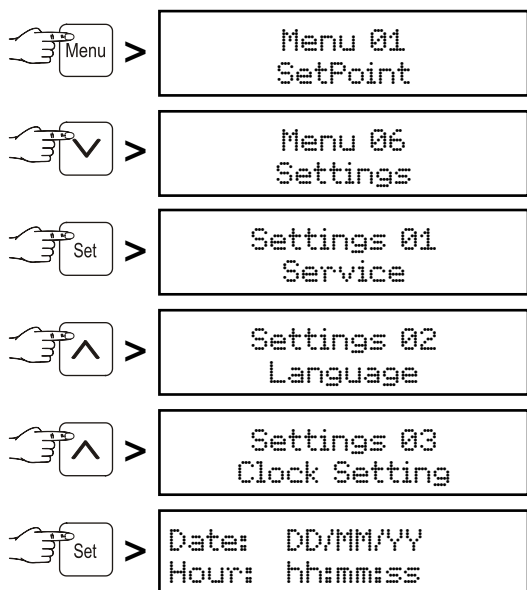 Menu > Menu 01
SetPoint
> Menu 06
Settings
Set > Settings 01
Service
> Settings 02
Language
> Settings 03
Clock Setting
Set > Date: DD/MM/YY
Hour: hh:mm:ss